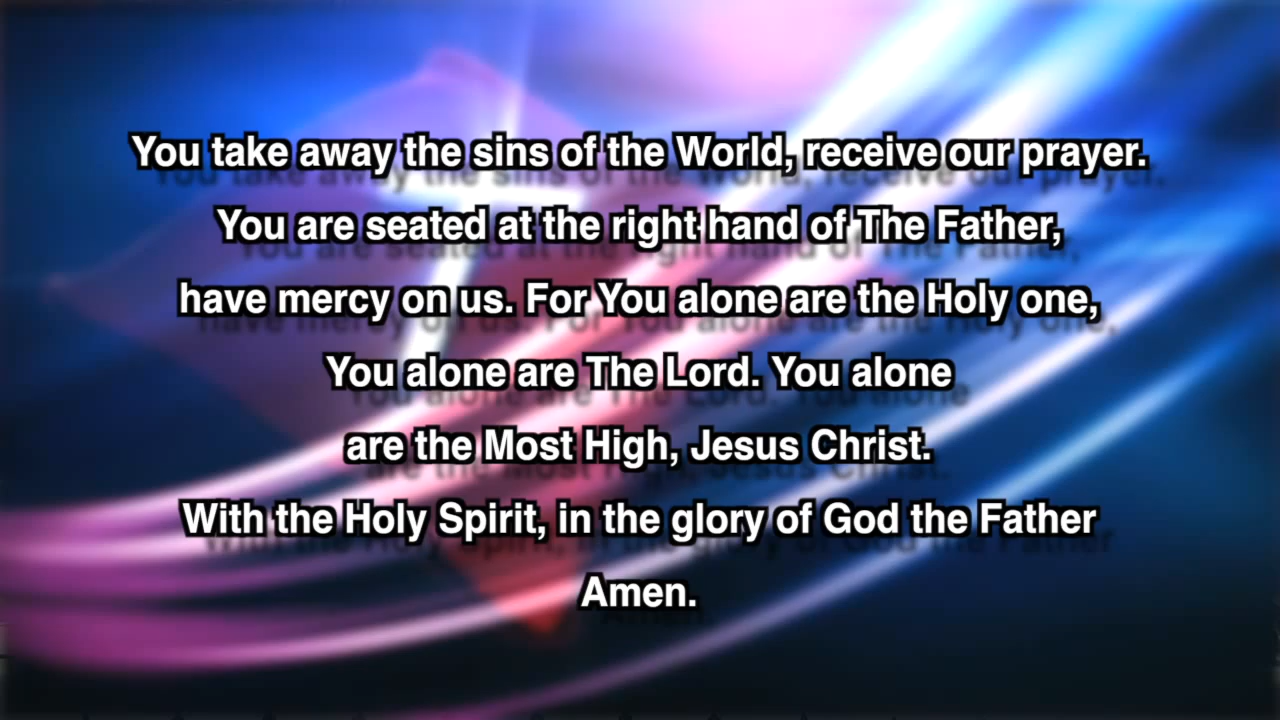 You take away the sins of the World, receive our prayer.
You are seated at the right hand of The Father,
have mercy on us. For You alone are the Holy one,
You alone are The Lord. You alone
are the Most High, Jesus Christ.
With the Holy Spirit, in the glory of God the Father
Amen.